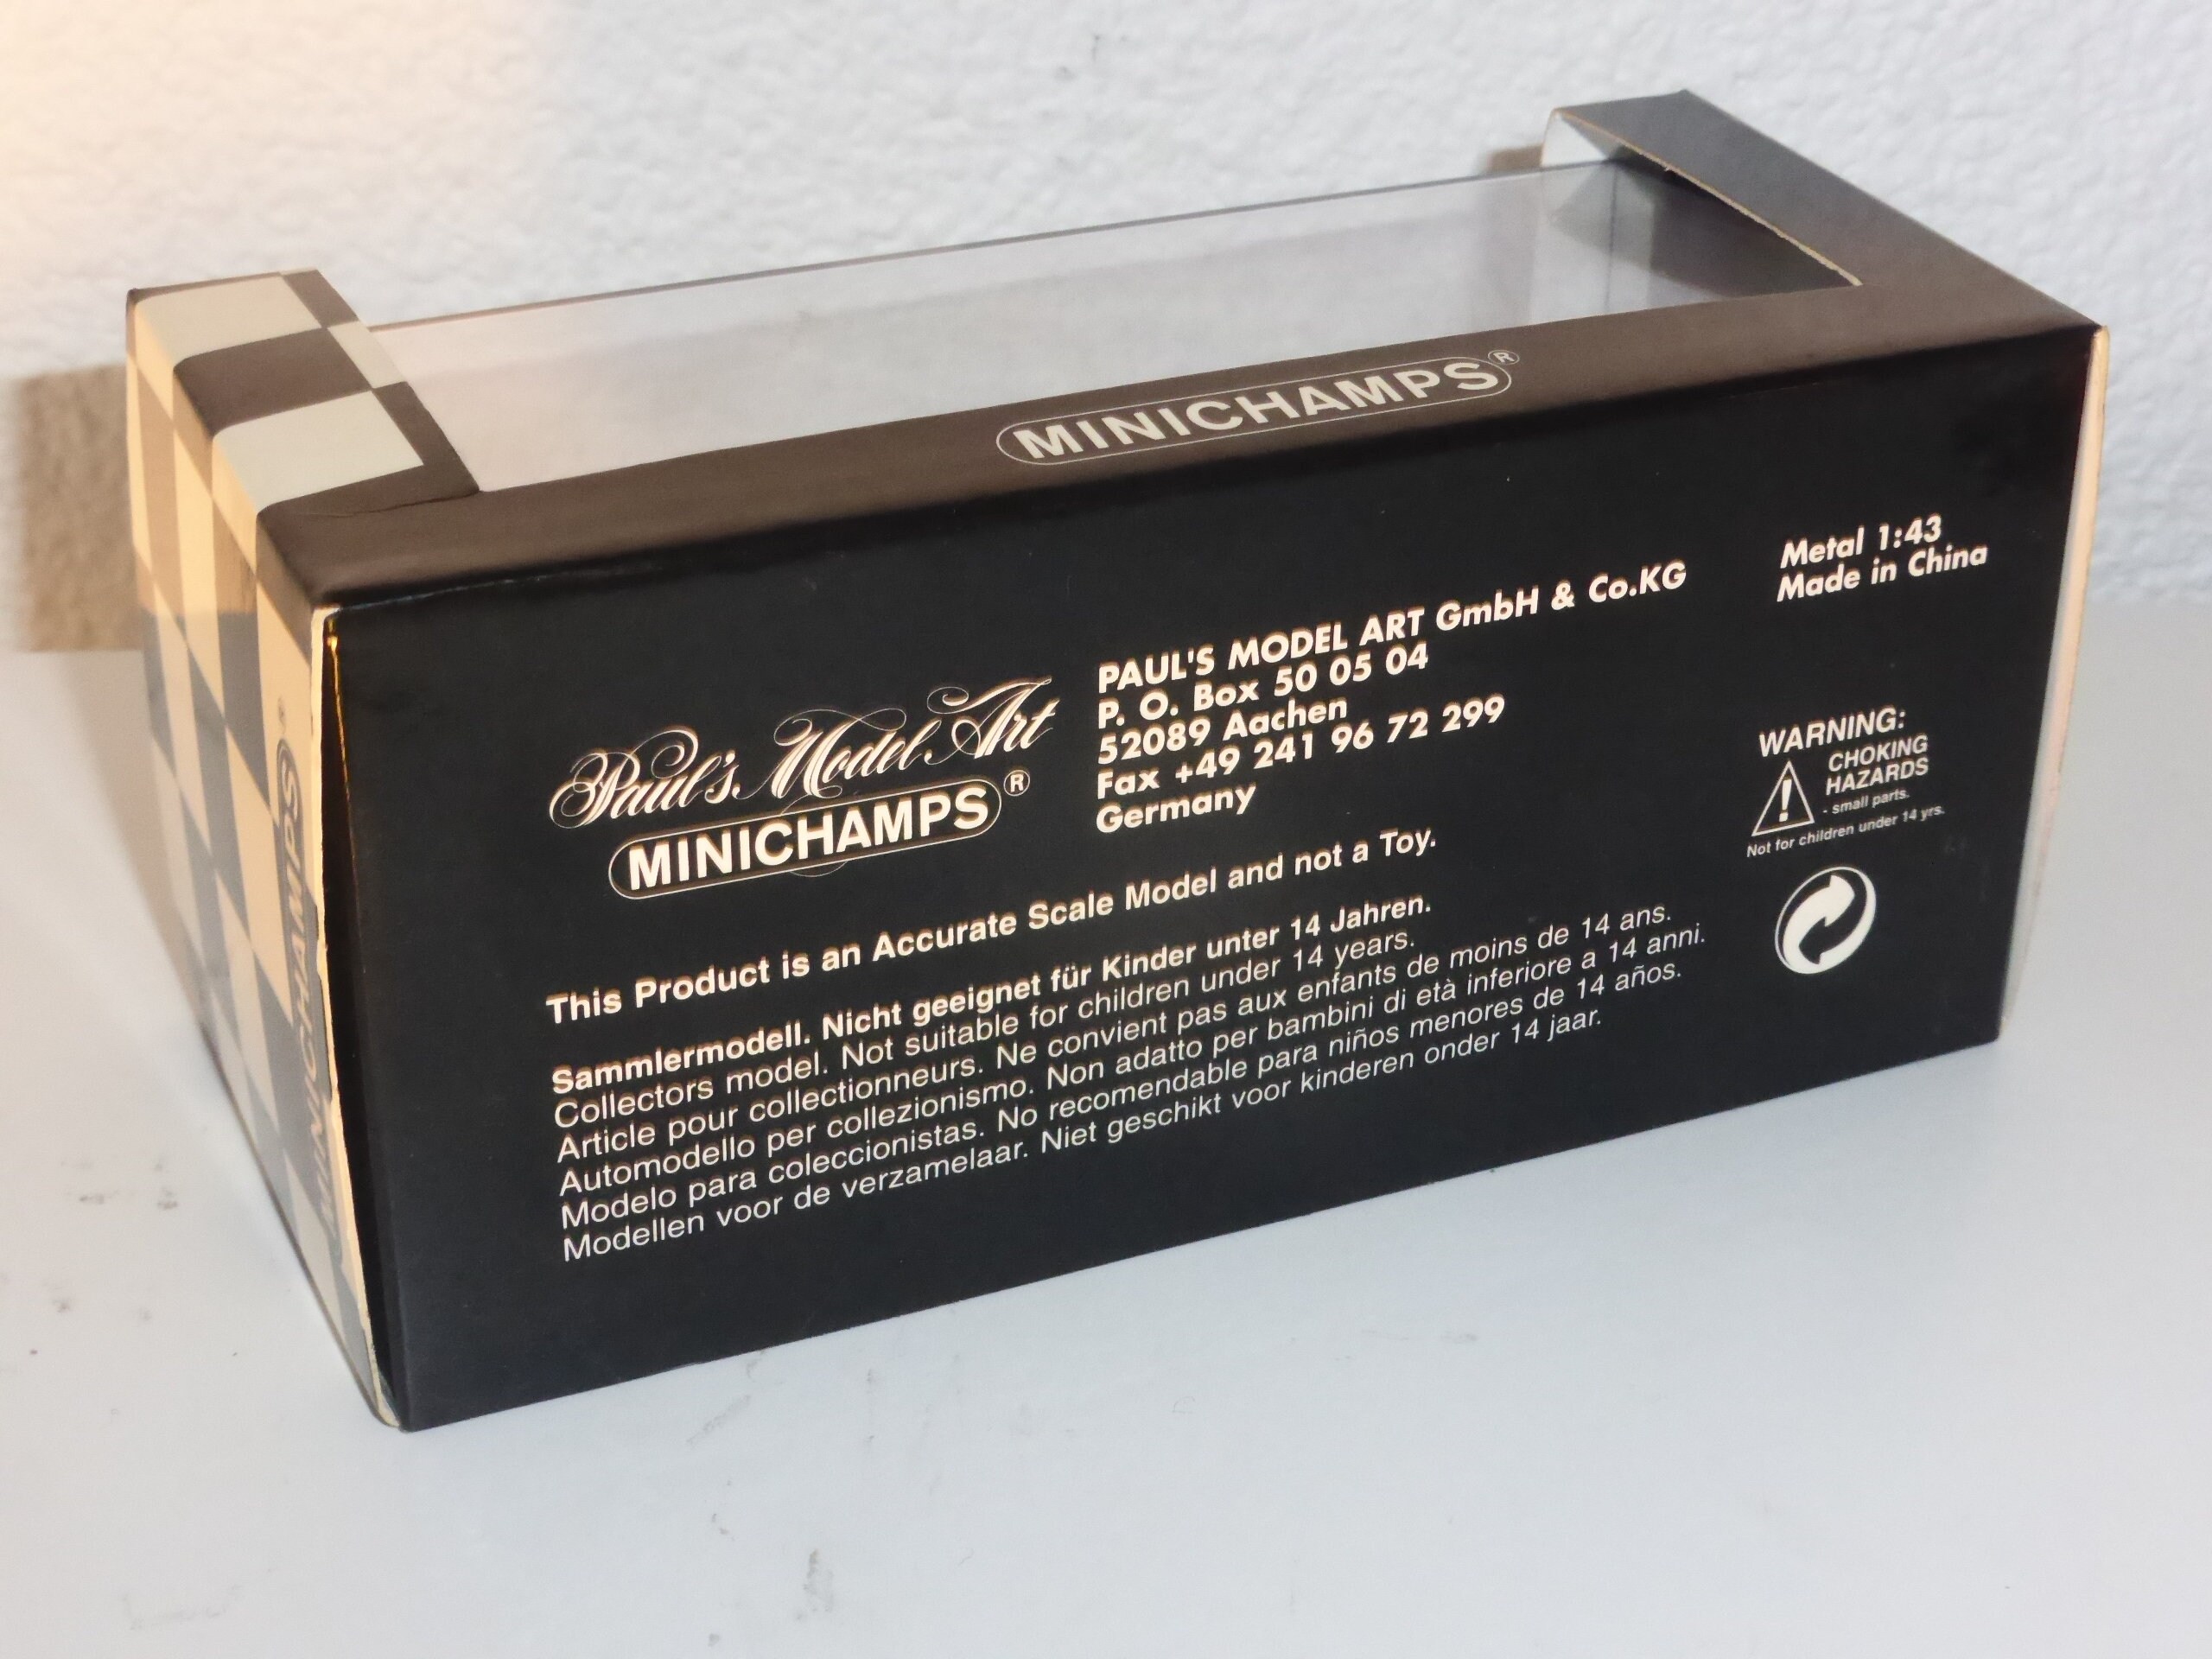 MINICHAMPS®
Metal 1:43
Made in China
PAUL'S MODEL ART GmbH & Co.KG
P. O. Box 50 05 04
52089 Aachen
Fax +49 241 96 72 299
Germany
Paul's Model Art
MINICHAMPS®
WARNING:
CHOKING
HAZARDS
- small parts.
Not for children under 14 yrs.
This Product is an Accurate Scale Model and not a Toy.
Sammlermodell. Nicht geeignet für Kinder unter 14 Jahren.
Collectors model. Not suitable for children under 14 years.
Article pour collectionneurs. Ne convient pas aux enfants de moins de 14 ans.
Automodello per collezionismo. Non adatto per bambini di età inferiore a 14 anni.
Modelo para coleccionistas. No recomendable para niños menores de 14 años.
Modellen voor de verzamelaar. Niet geschikt voor kinderen onder 14 jaar.
MINICHAMPS®